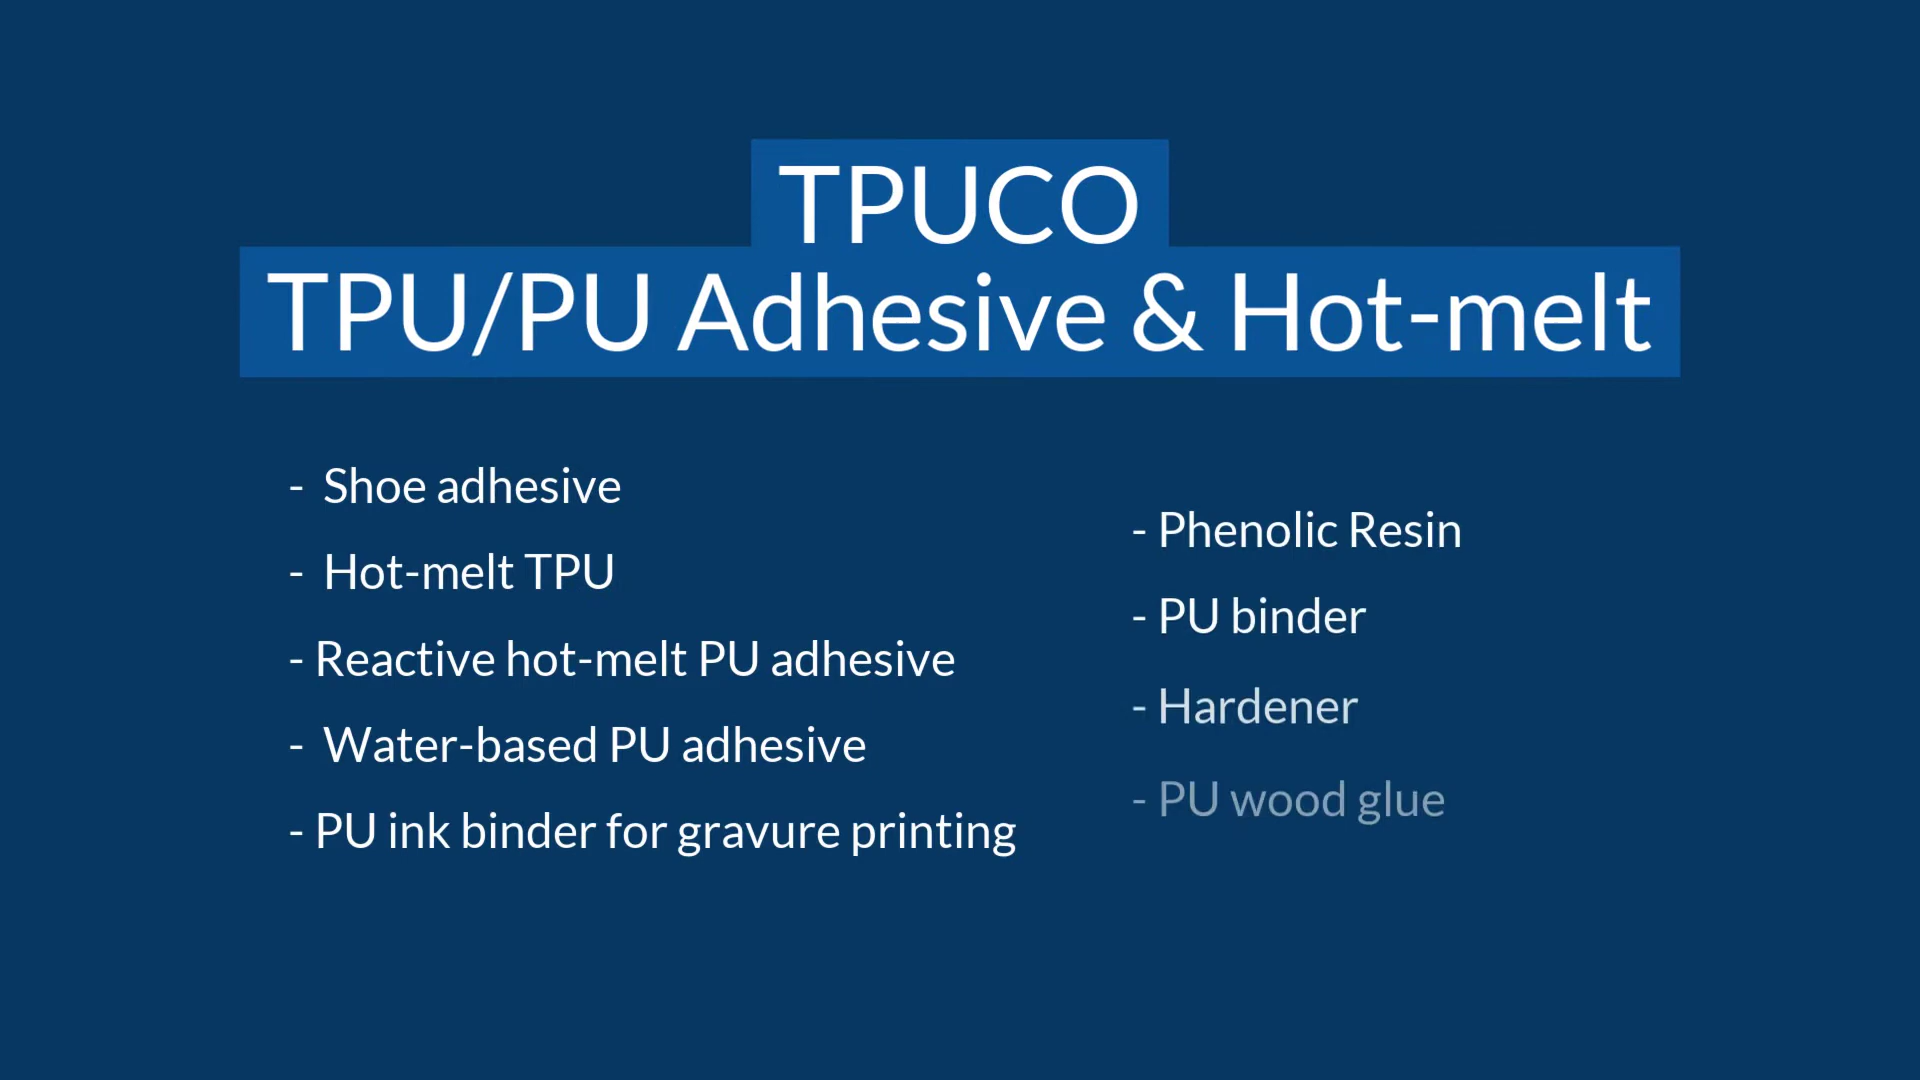 TPUCO
TPU/PU Adhesive & Hot-melt
- Shoe adhesive
- Hot-melt TPU
- Reactive hot-melt PU adhesive
- Water-based PU adhesive
- PU ink binder for gravure printing
- Phenolic Resin
- PU binder
- Hardener
- PU wood glue